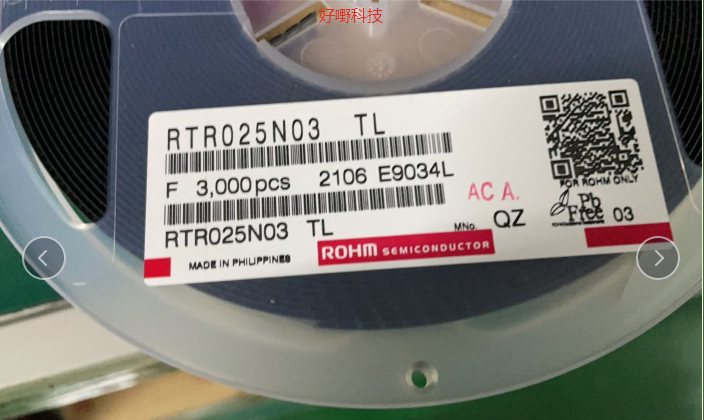 好嘢科技
RTR025N03 TL
F 3,000pcs 2106 E9034L
AC A.
RTR025N03 TL
MNo. QZ
FOR ROHM ONLY
Pb
Free 03
MADE IN PHILIPPINES
ROHM SEMICONDUCTOR